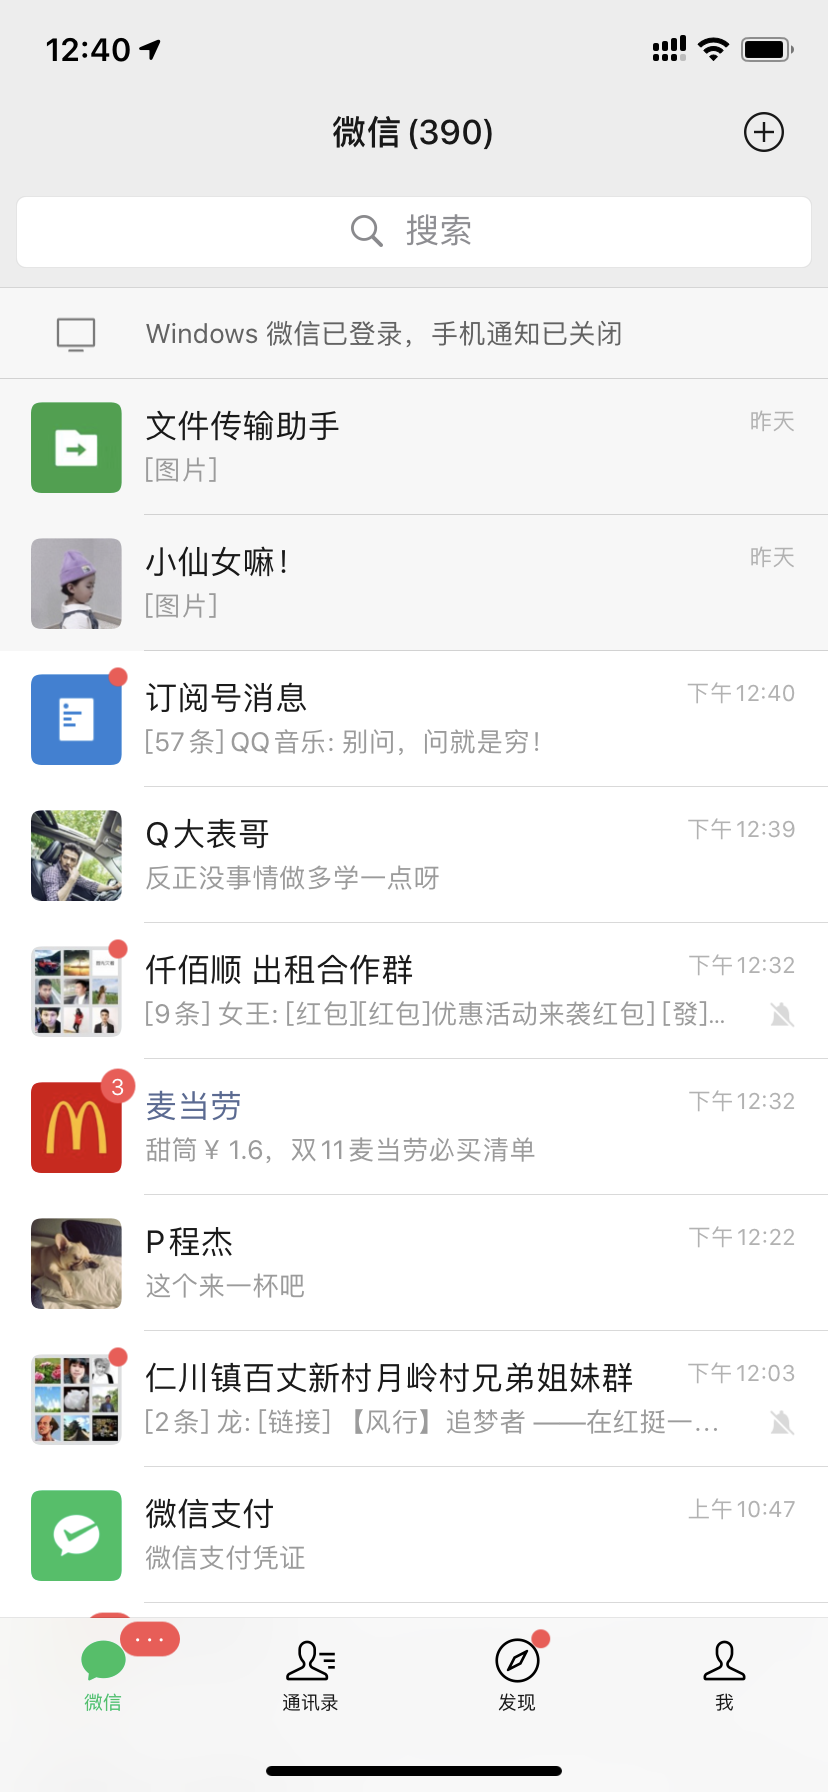 12:40
微信(390)
搜索
Windows 微信已登录，手机通知已关闭
文件传输助手
昨天
[图片]
小仙女嘛！
昨天
[图片]
订阅号消息
下午12:40
[57条] QQ音乐: 别问，问就是穷！
Q大表哥
下午12:39
反正没事情做多学一点呀
仟佰顺 出租合作群
下午12:32
[9条] 女王: [红包][红包]优惠活动来袭红包] [發]...
3
麦当劳
下午12:32
甜筒￥1.6，双11麦当劳必买清单
P程杰
下午12:22
这个来一杯吧
仁川镇百丈新村月岭村兄弟姐妹群
下午12:03
[2条] 龙: [链接] 【风行】追梦者 ——在红挺一...
微信支付
上午10:47
微信支付凭证
...
微信
通讯录
发现
我